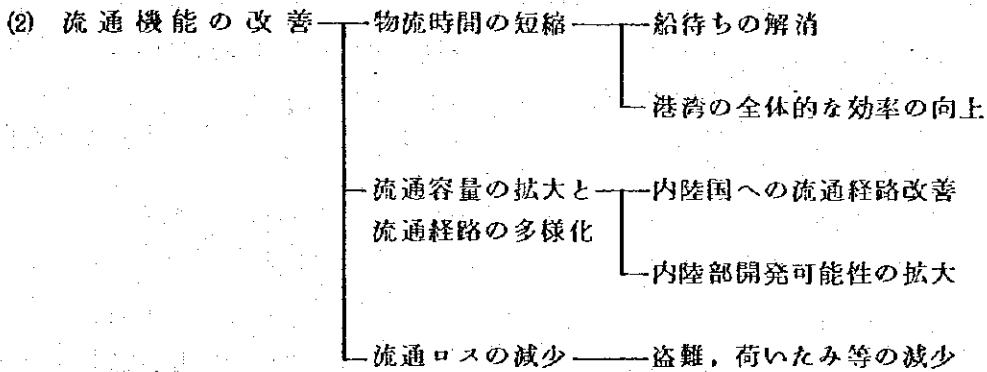 (2) 流通機能の改善 物流時間の短縮 船待ちの解消
港湾の全体的な効率の向上
流通容量の拡大と 内陸国への流通経路改善
流通経路の多様化
内陸部開発可能性の拡大
流通ロスの減少 盗難，荷いたみ等の減少